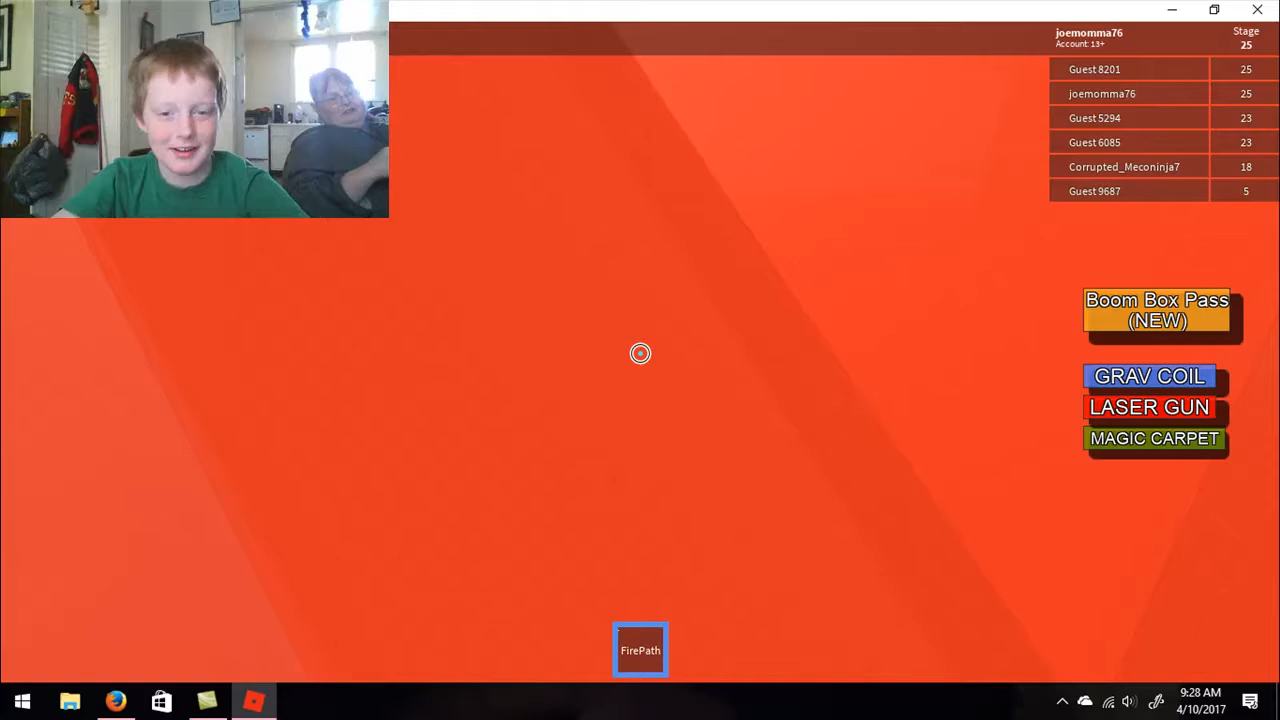 joemomma76
Account: 13+
Stage
25
Guest 8201 25
joemomma76 25
Guest 5294 23
Guest 6085 23
Corrupted_Meconinja7 18
Guest 9687 5
Boom Box Pass
(NEW)
GRAV COIL
LASER GUN
MAGIC CARPET
FirePath
9:28 AM
4/10/2017